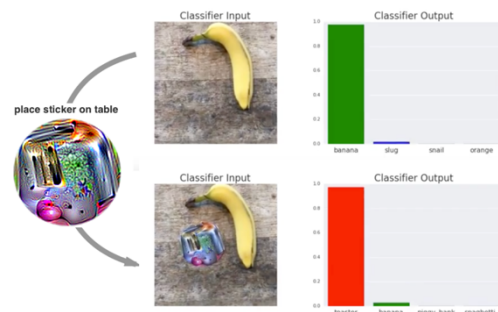 Classifier Input
Classifier Output
place sticker on table
1.0
0.8
0.6
0.4
0.2
0.0
banana slug snail orange
Classifier Input
Classifier Output
1.0
0.8
0.6
0.4
0.2
0.0
toaster banana piggy_bank spaghetti